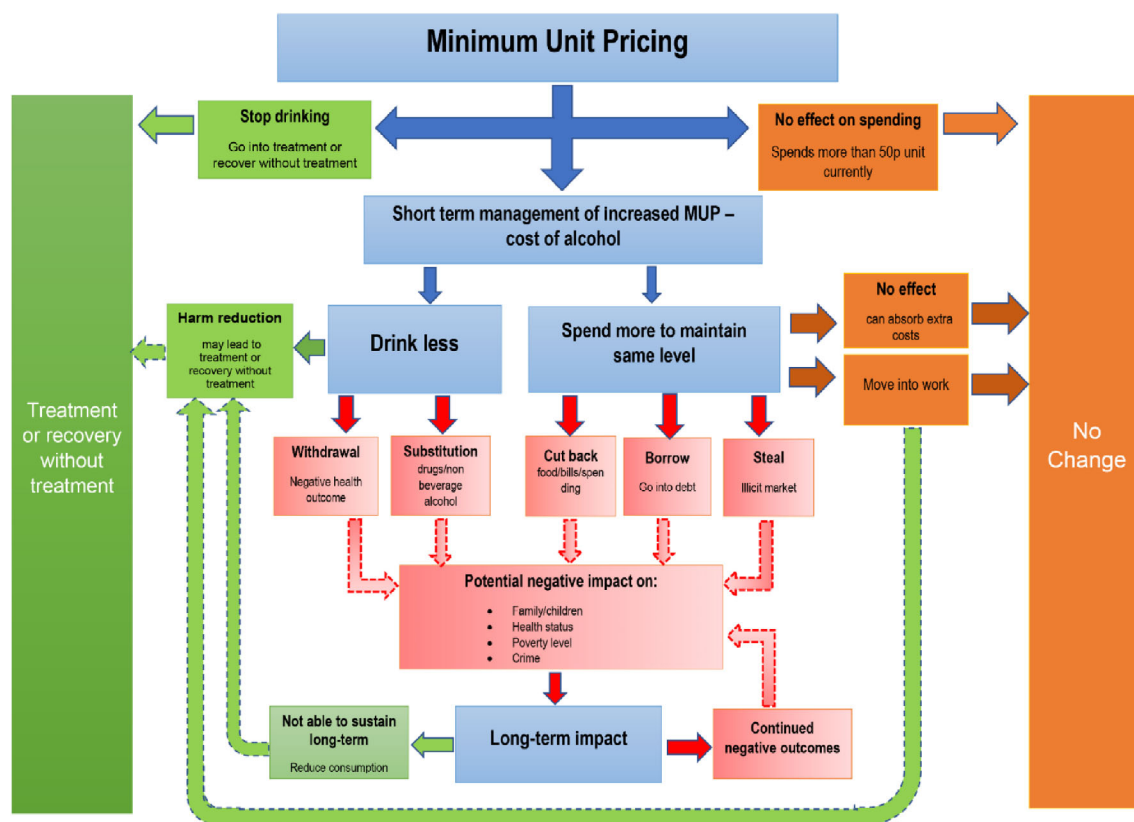 Minimum Unit Pricing
Stop drinking
Go into treatment or
recover without treatment
No effect on spending
Spends more than 50p unit
currently
Short term management of increased MUP –
cost of alcohol
Harm reduction
may lead to
treatment or
recovery without
treatment
Drink less
Spend more to maintain
same level
No effect
can absorb extra
costs
Move into work
Treatment
or recovery
without
treatment
No
Change
Withdrawal
Negative health
outcome
Substitution
drugs/non
beverage
alcohol
Cut back
food/bills/spen
ding
Borrow
Go into debt
Steal
Illicit market
Potential negative impact on:
• Family/children
• Health status
• Poverty level
• Crime
Not able to sustain
long-term
Reduce consumption
Long-term impact
Continued
negative outcomes